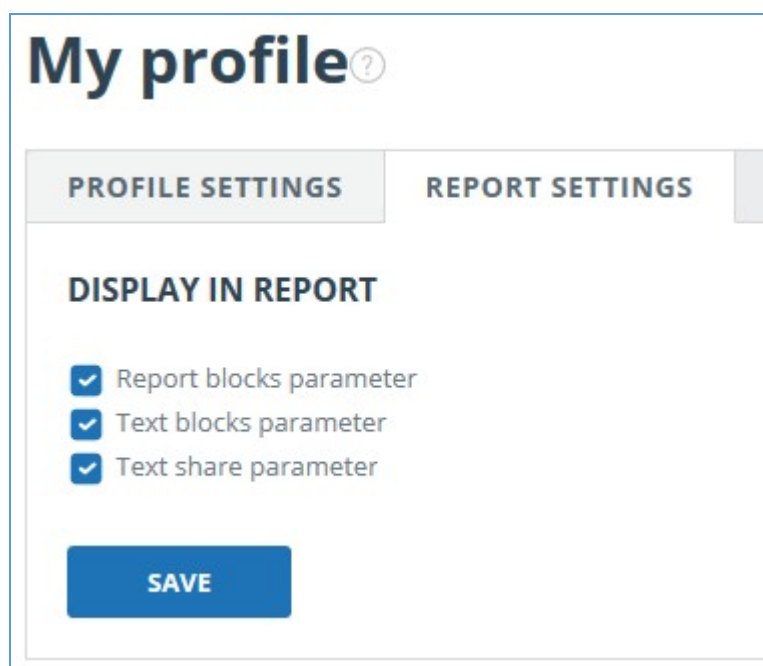 My profile ?
PROFILE SETTINGS REPORT SETTINGS
DISPLAY IN REPORT
Report blocks parameter
Text blocks parameter
Text share parameter
SAVE